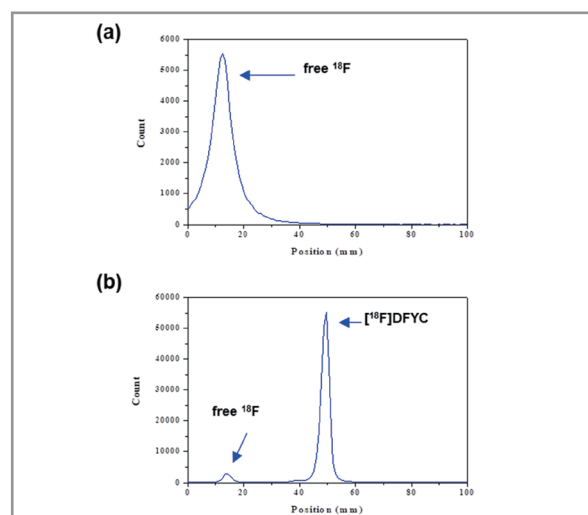 (a)
6000
5000
4000
3000
2000
1000
0
Count
free ¹⁸F
0 20 40 60 80 100
Position (mm)
(b)
60000
50000
40000
30000
20000
10000
0
Count
[¹⁸F]DFYC
free ¹⁸F
0 20 40 60 80 100
Position (mm)